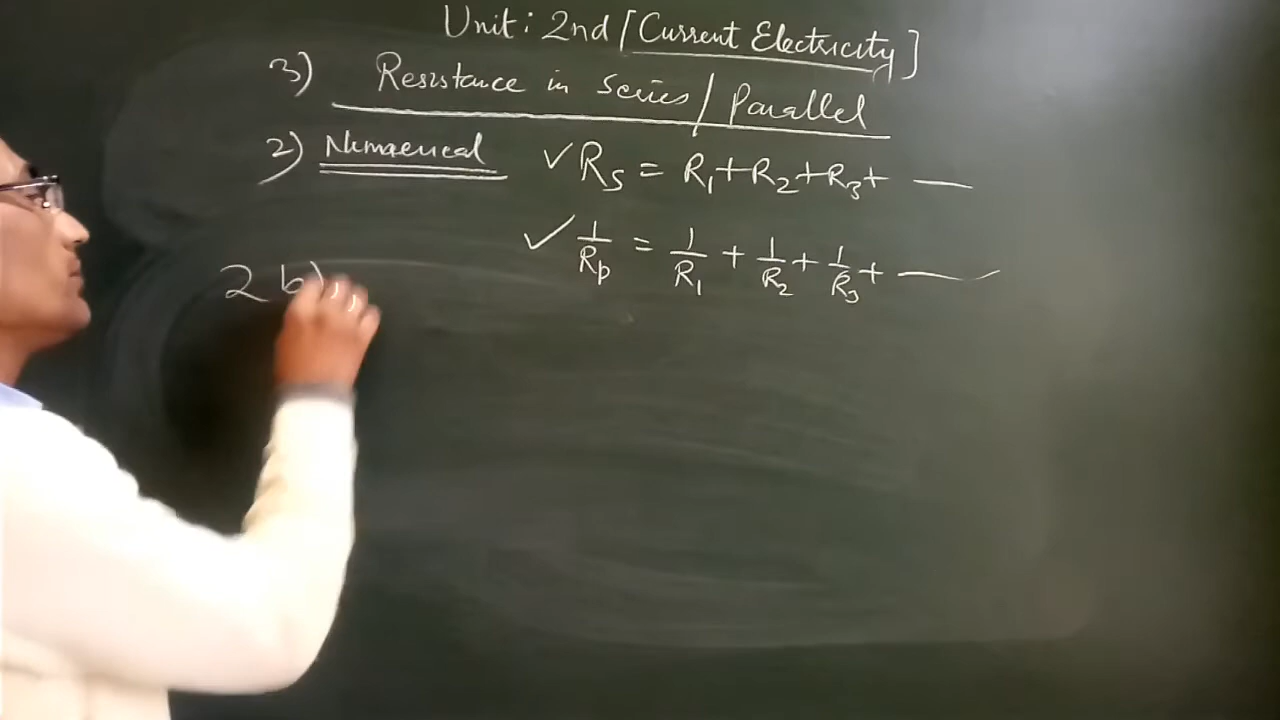 Unit: 2nd [Current Electricity]
3) Resistance in Series / Parallel
2) Numerical ✓ Rs = R1+R2+R3+ —
✓ 1/Rp = 1/R1 + 1/R2 + 1/R3 + —
2 b)